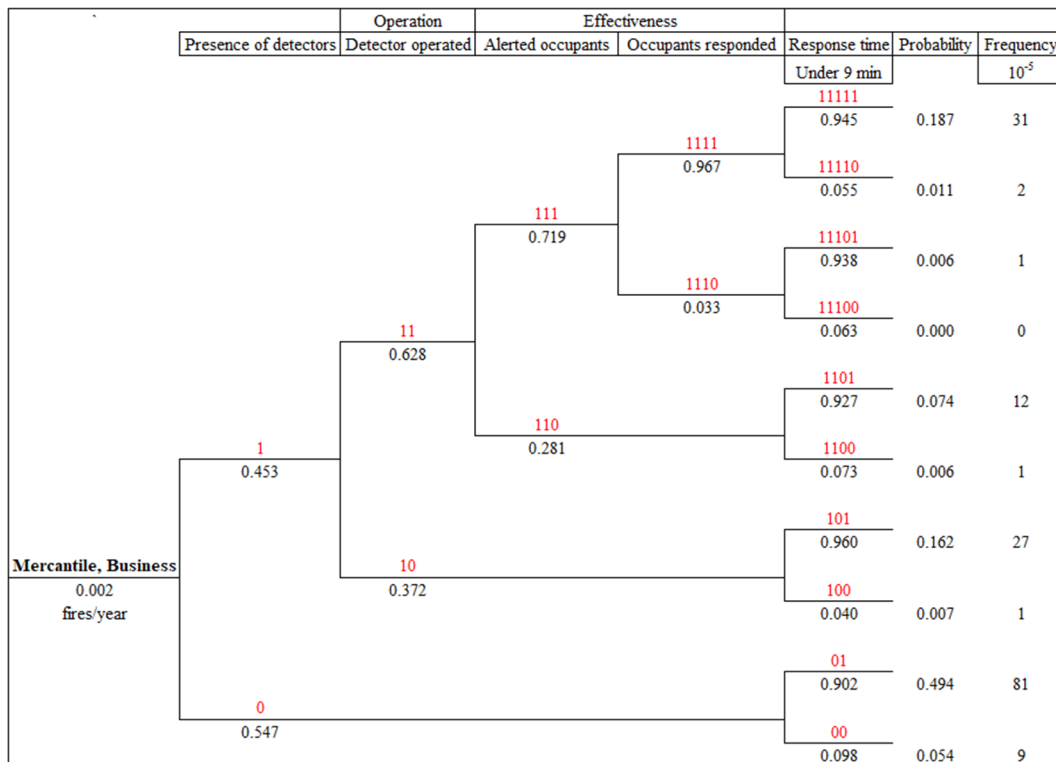 `
Operation Effectiveness
Presence of detectors Detector operated Alerted occupants Occupants responded Response time Probability Frequency
Under 9 min 10⁻⁵
11111
0.945 0.187 31
1111
0.967
11110
0.055 0.011 2
111
0.719
11101
0.938 0.006 1
1110
0.033
11100
0.063 0.000 0
11
0.628
1101
0.927 0.074 12
110
0.281
1
0.453
1100
0.073 0.006 1
101
0.960 0.162 27
Mercantile, Business
0.002
fires/year
10
0.372
100
0.040 0.007 1
01
0.902 0.494 81
0
0.547
00
0.098 0.054 9